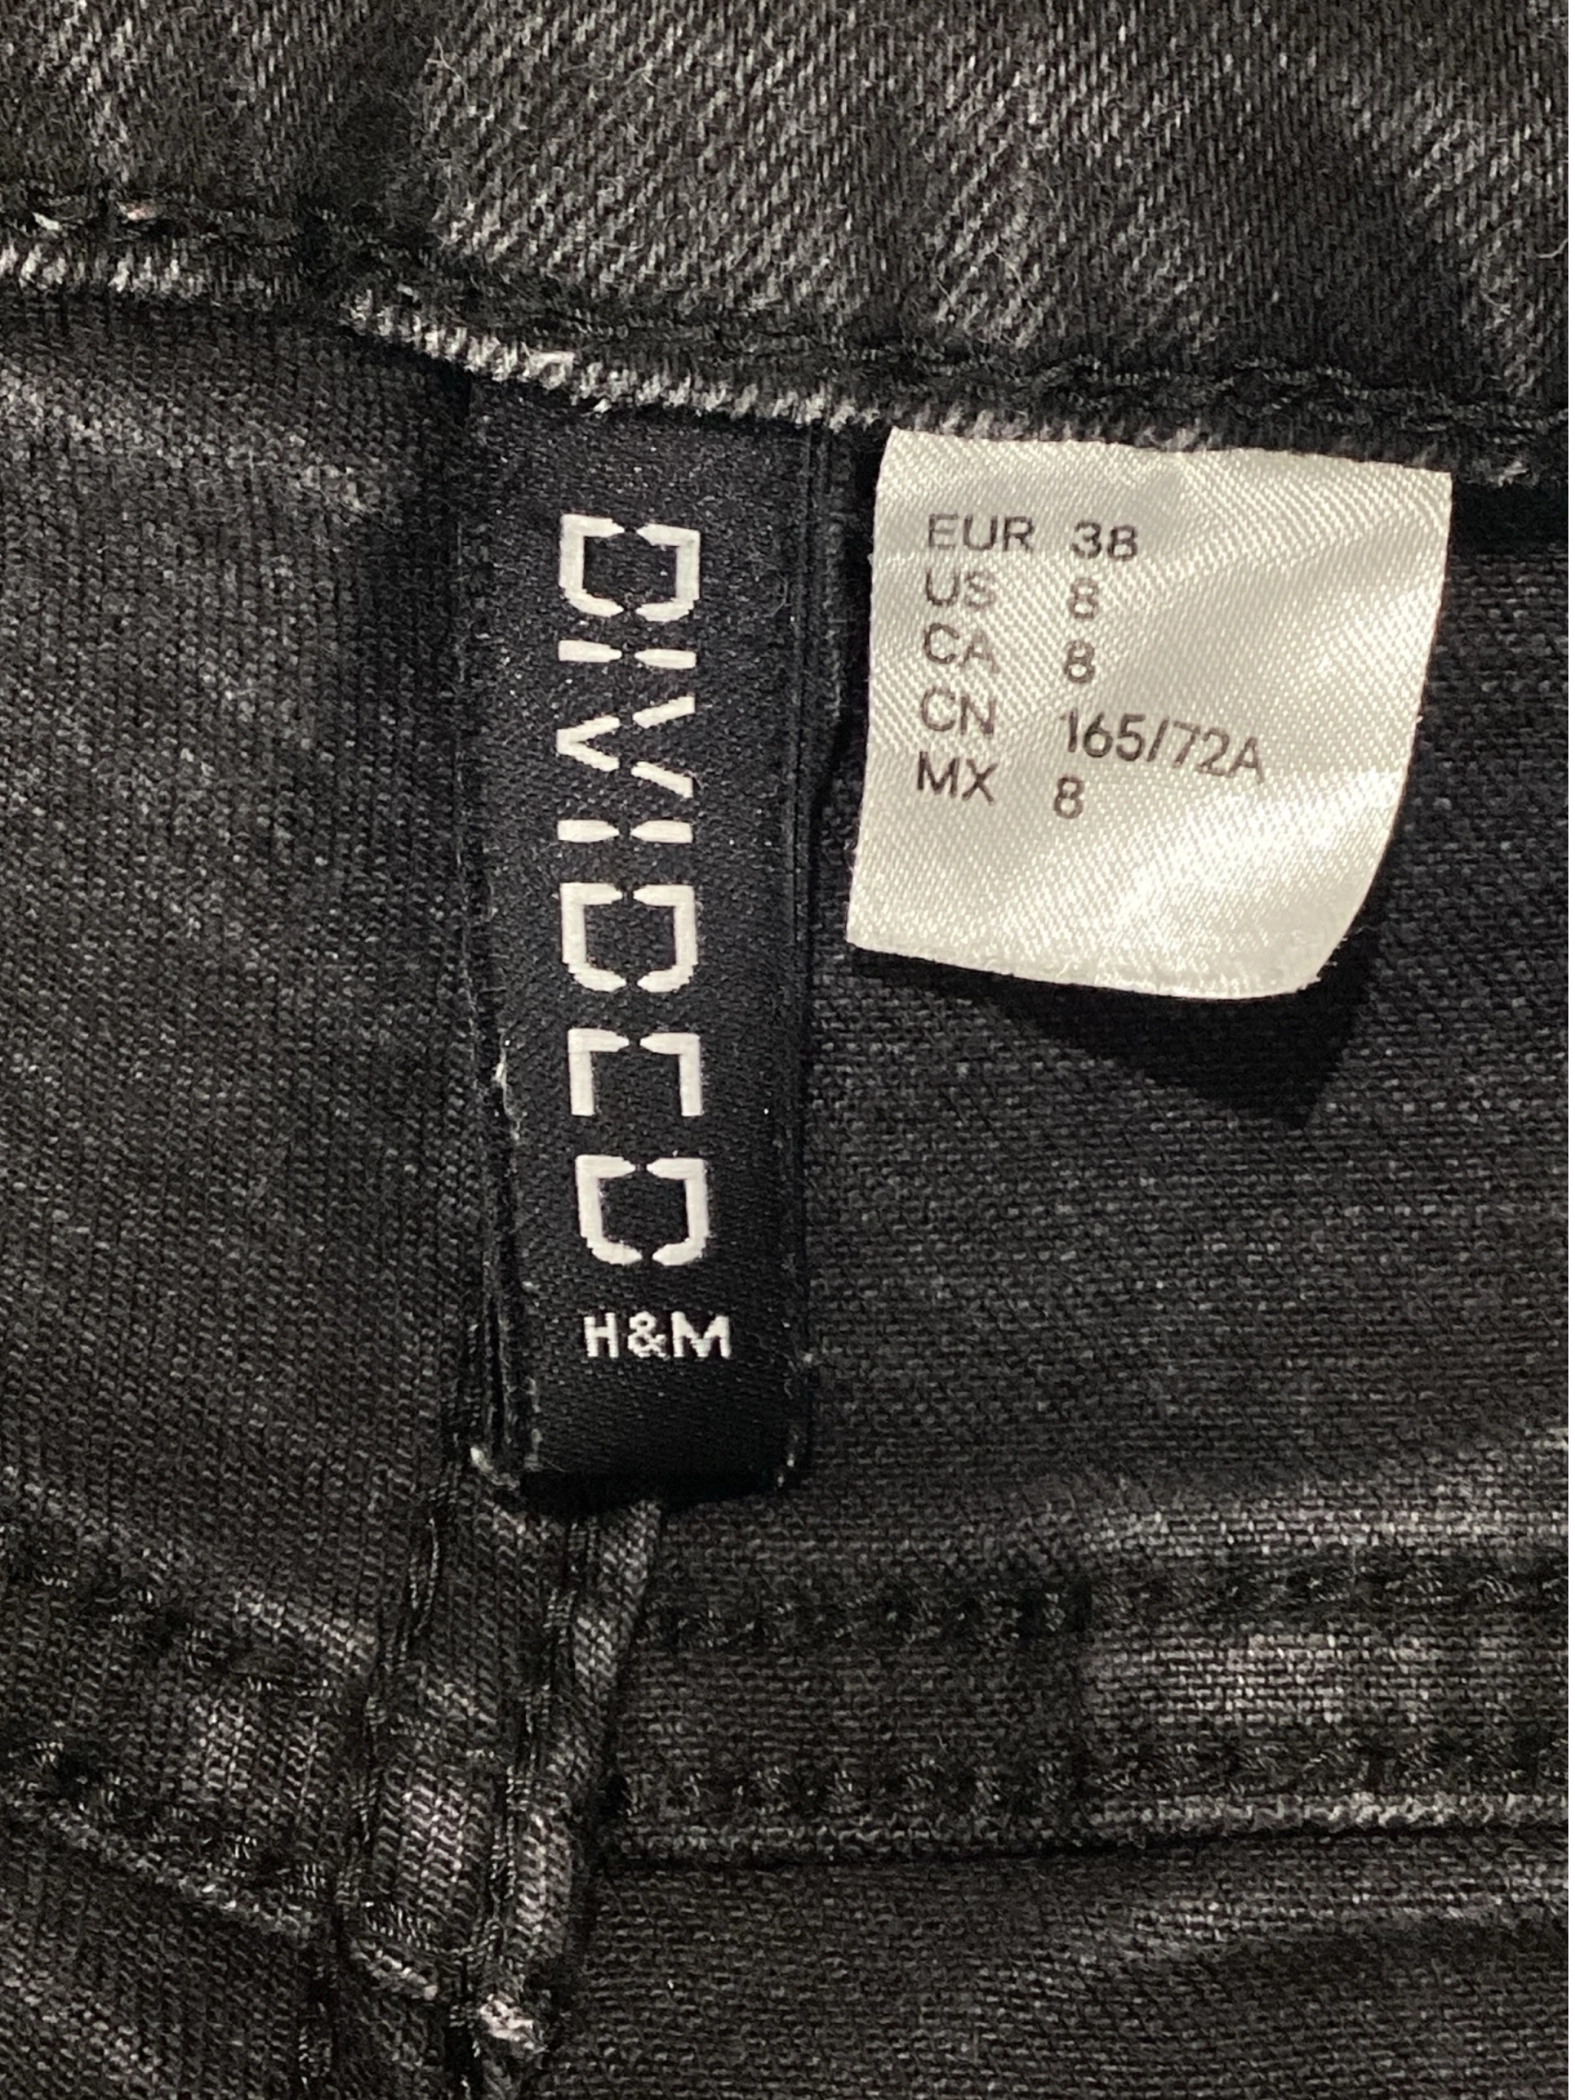 DIVIDED
H&M
EUR 38
US 8
CA 8
CN 165/72A
MX 8